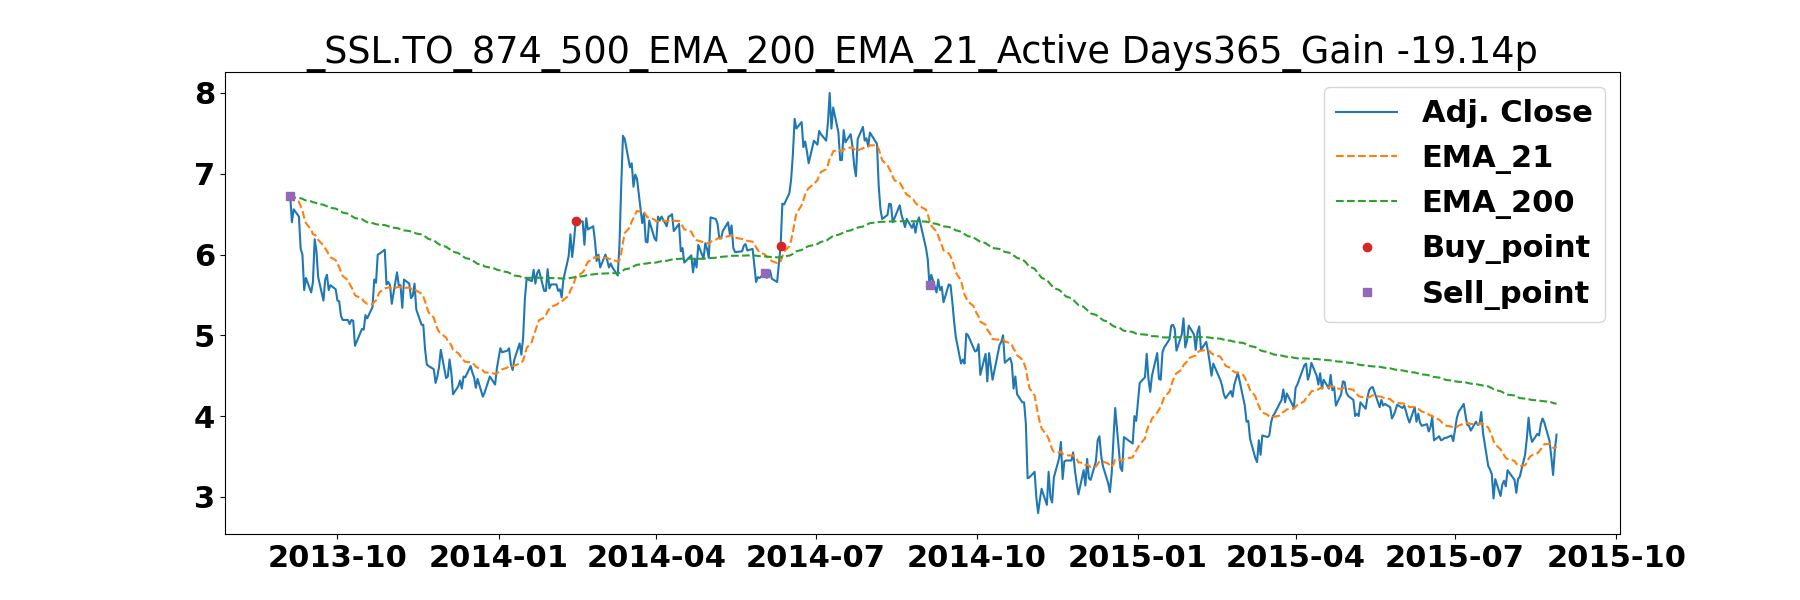 _SSL.TO_874_500_EMA_200_EMA_21_Active Days365_Gain -19.14p
8
7
6
5
4
3
Adj. Close
EMA_21
EMA_200
Buy_point
Sell_point
2013-10 2014-01 2014-04 2014-07 2014-10 2015-01 2015-04 2015-07 2015-10